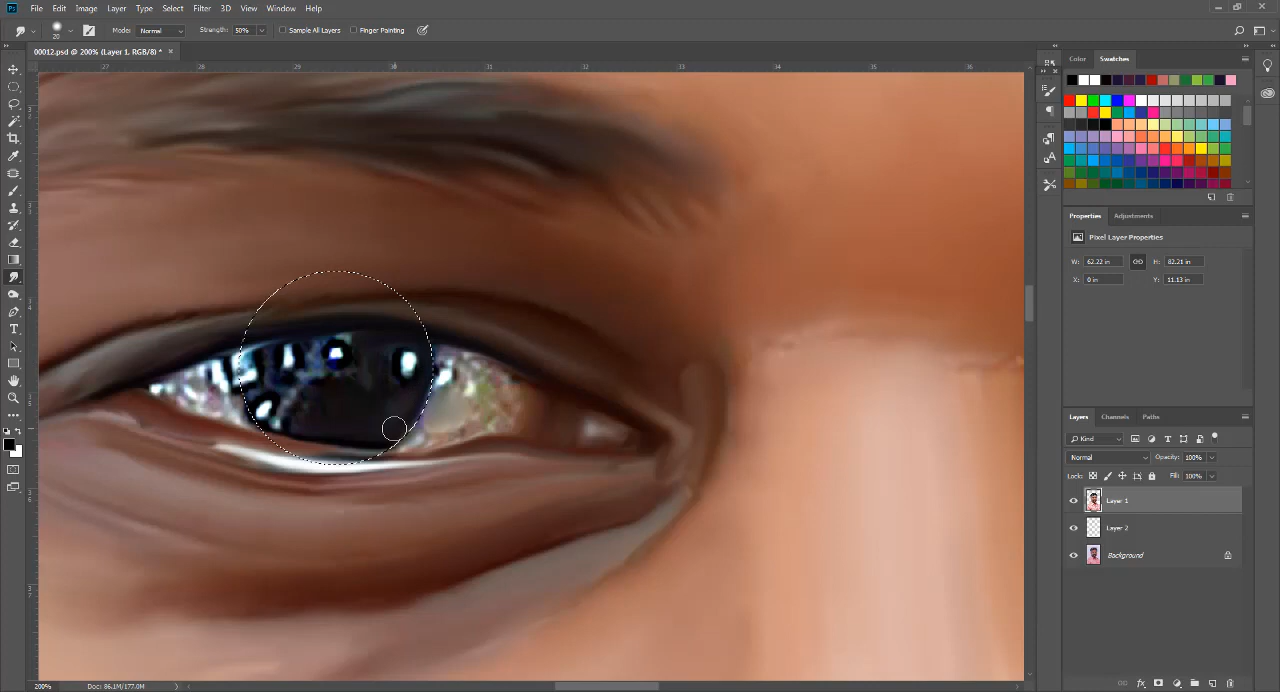 Ps File Edit Image Layer Type Select Filter 3D View Window Help
20 Mode: Normal Strength: 50% Sample All Layers Finger Painting
00012.psd @ 200% (Layer 1, RGB/8) * ×
27 28 29 30 31 32 33 34 35 36
Color Swatches
Properties Adjustments
Pixel Layer Properties
W: 62.22 in H: 82.21 in
X: 0 in Y: 11.13 in
Layers Channels Paths
Kind
Normal Opacity: 100%
Lock: Fill: 100%
Layer 1
Layer 2
Background
200% Doc: 86.1M/177.0M